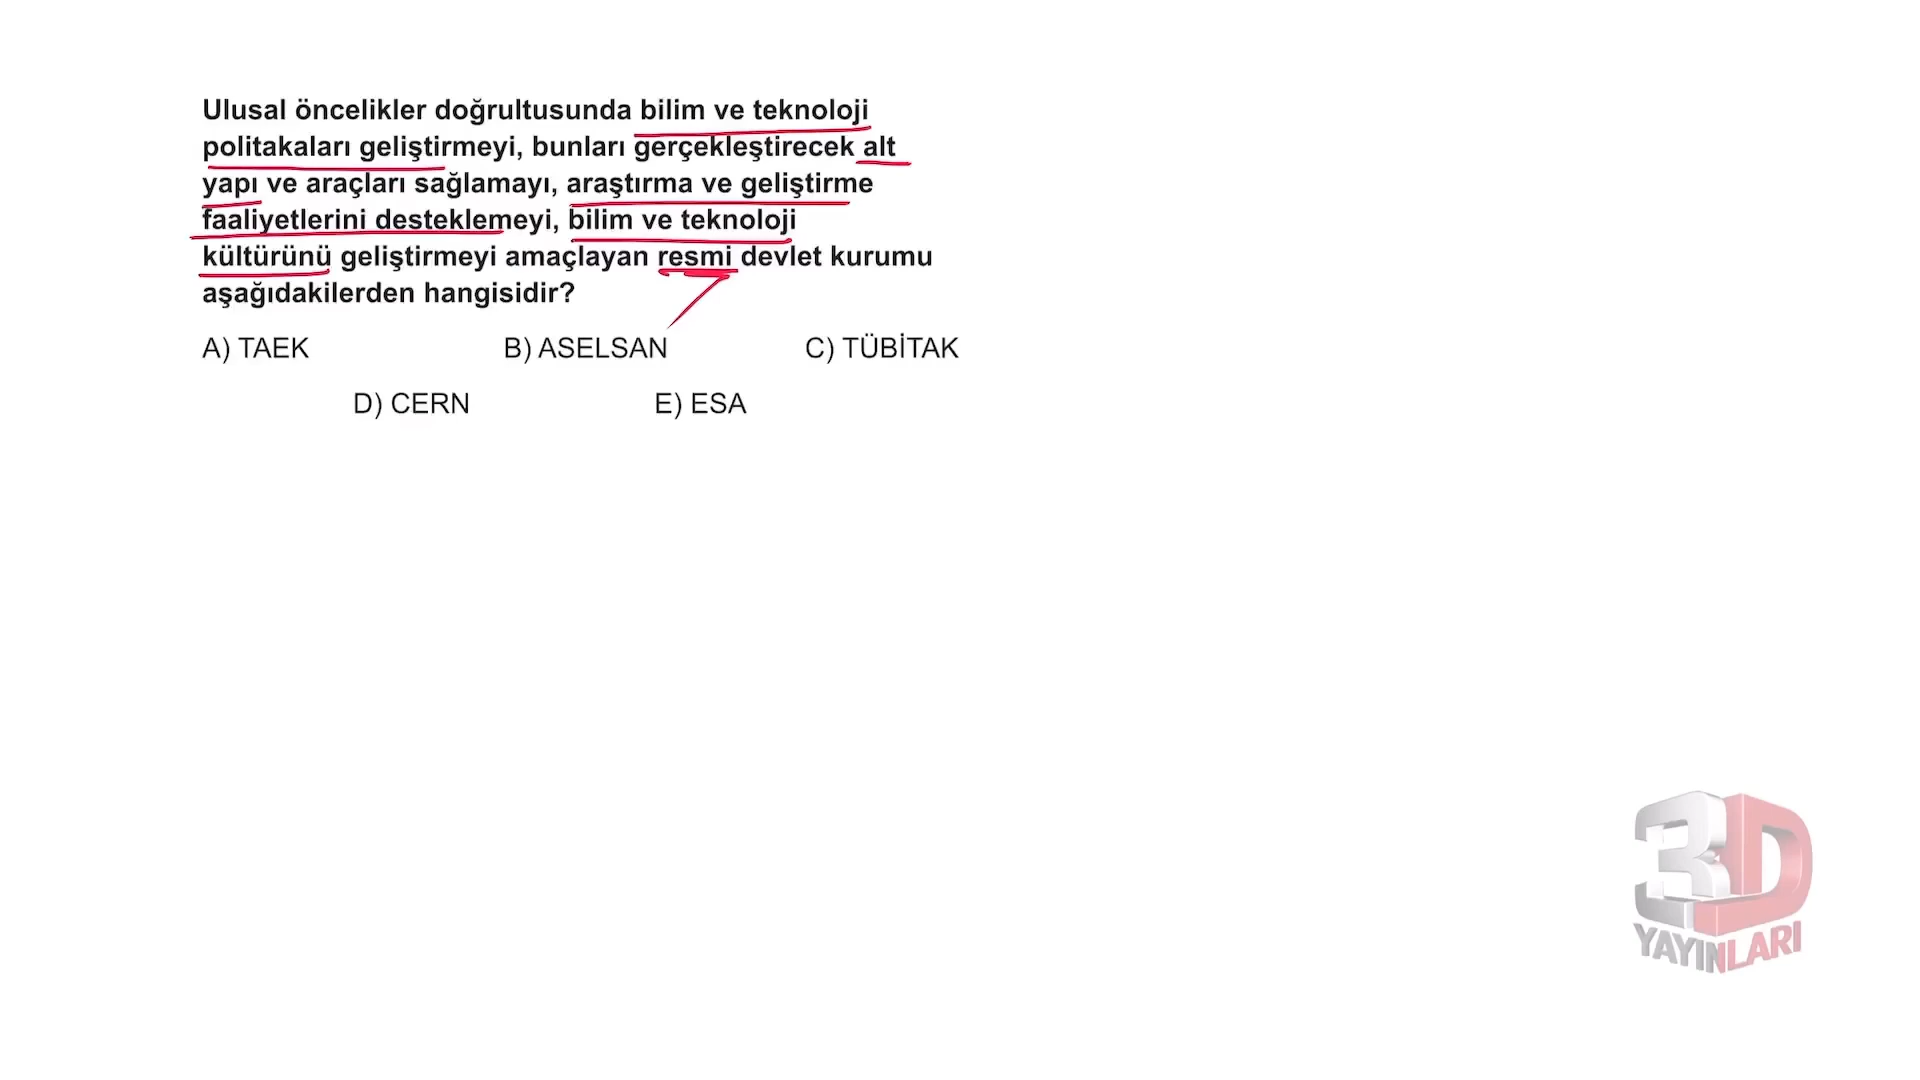 Ulusal öncelikler doğrultusunda bilim ve teknoloji
politakaları geliştirmeyi, bunları gerçekleştirecek alt
yapı ve araçları sağlamayı, araştırma ve geliştirme
faaliyetlerini desteklemeyi, bilim ve teknoloji
kültürünü geliştirmeyi amaçlayan resmi devlet kurumu
aşağıdakilerden hangisidir?
A) TAEK B) ASELSAN C) TÜBİTAK
D) CERN E) ESA
3D
YAYINLARI